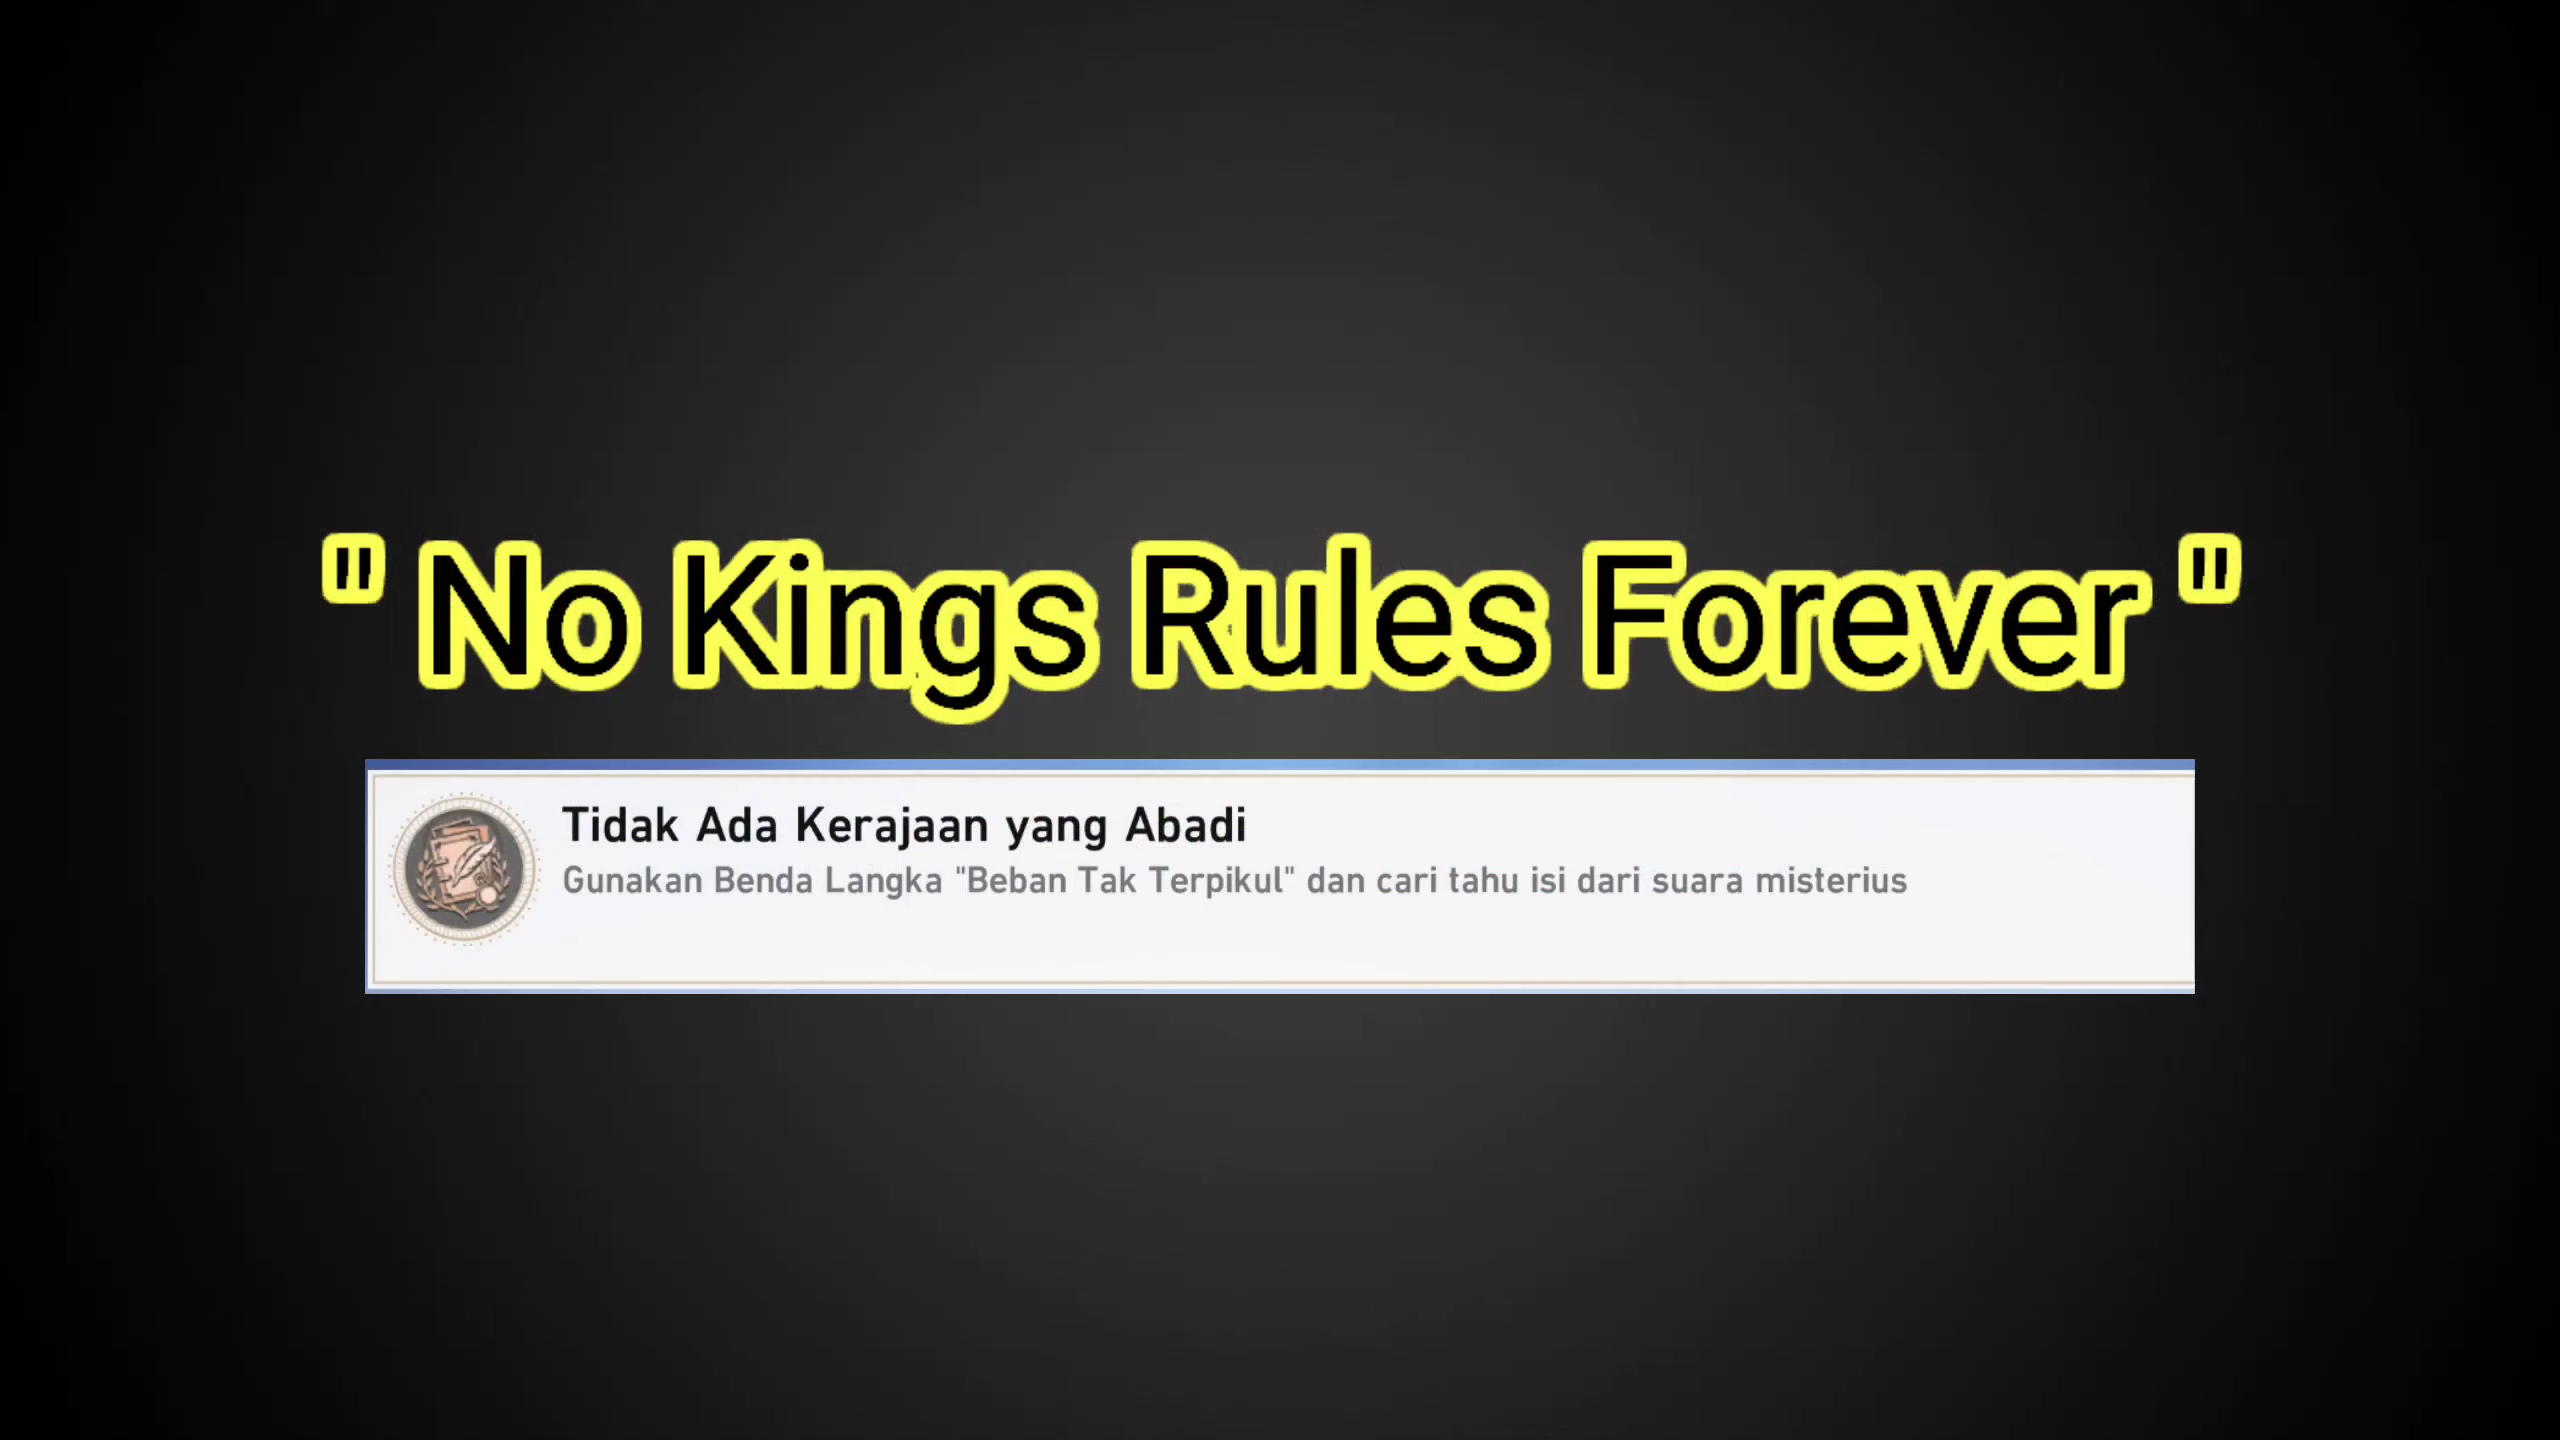 " No Kings Rules Forever "
Tidak Ada Kerajaan yang Abadi
Gunakan Benda Langka "Beban Tak Terpikul" dan cari tahu isi dari suara misterius